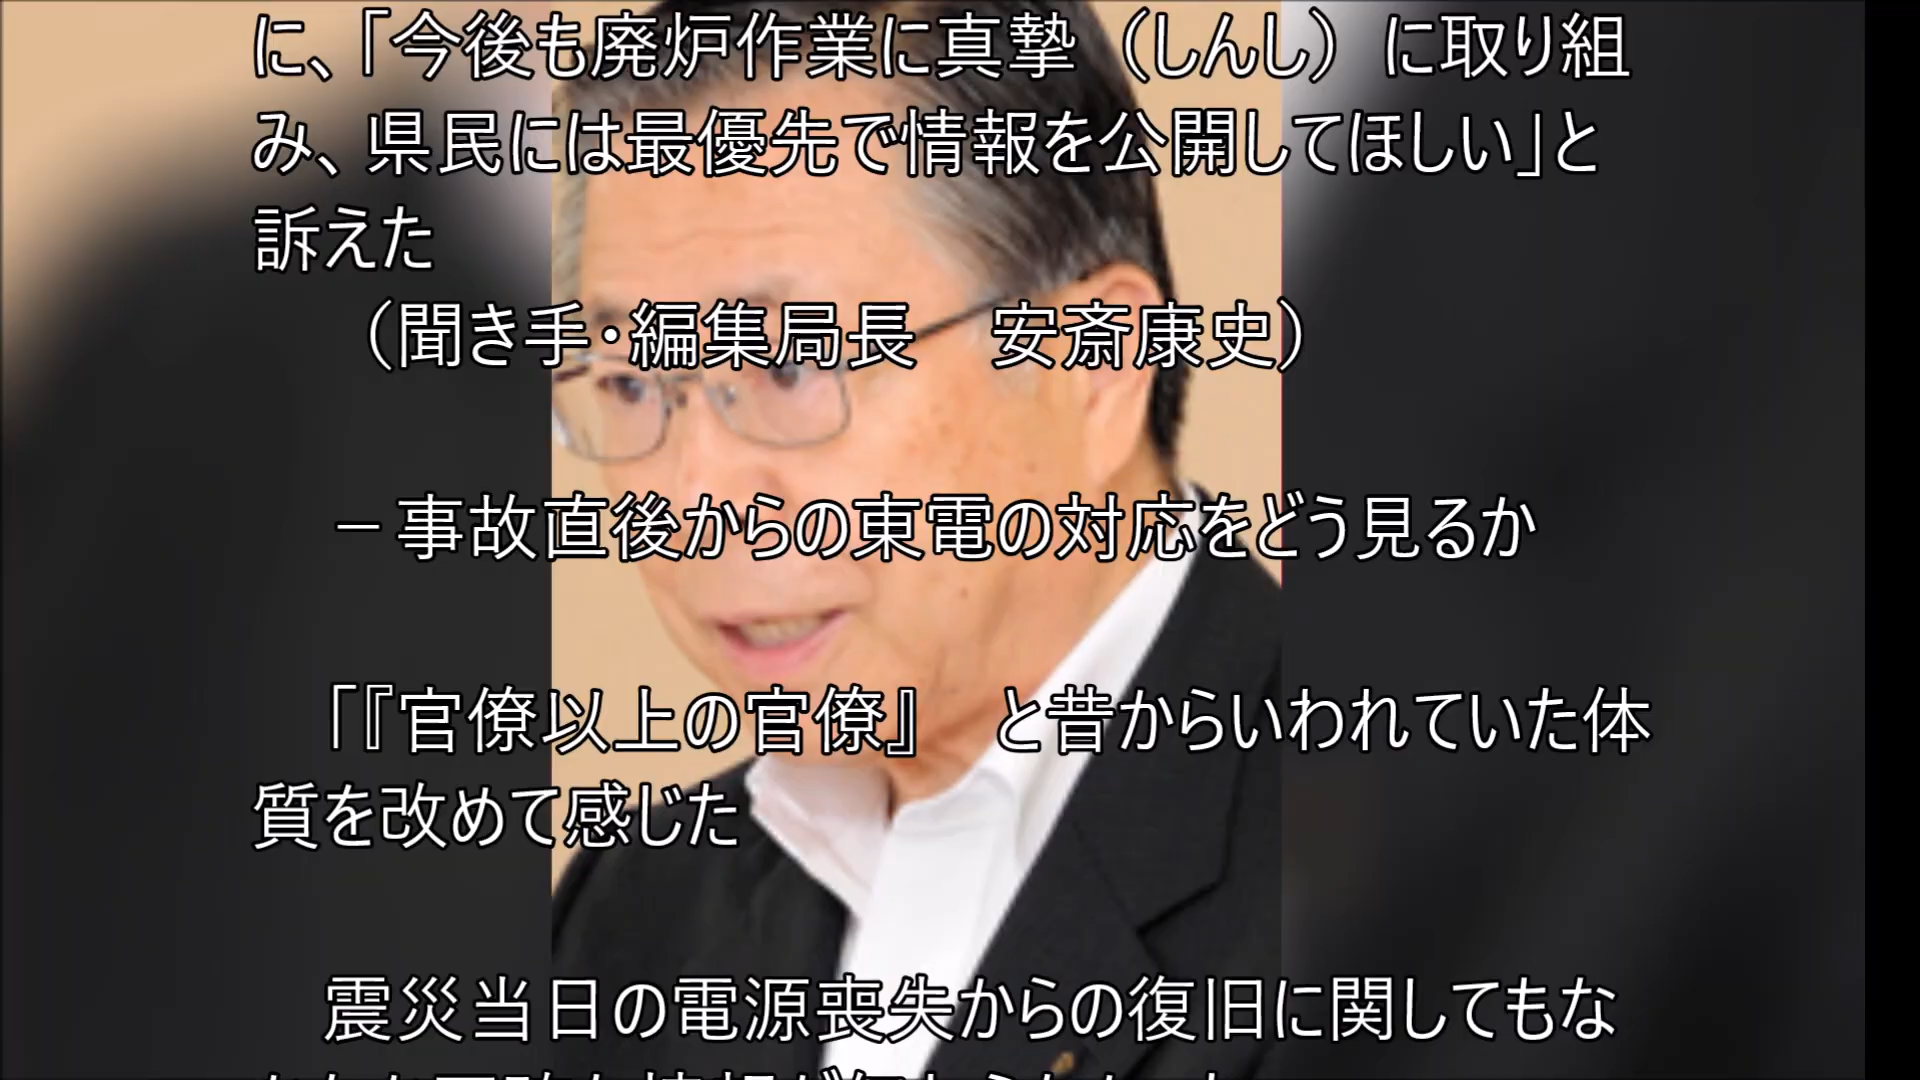 に、「今後も廃炉作業に真摯（しんし）に取り組
み、県民には最優先で情報を公開してほしい」と
訴えた
（聞き手・編集局長　安斎康史）
－事故直後からの東電の対応をどう見るか
「『官僚以上の官僚』　と昔からいわれていた体
質を改めて感じた
震災当日の電源喪失からの復旧に関してもな